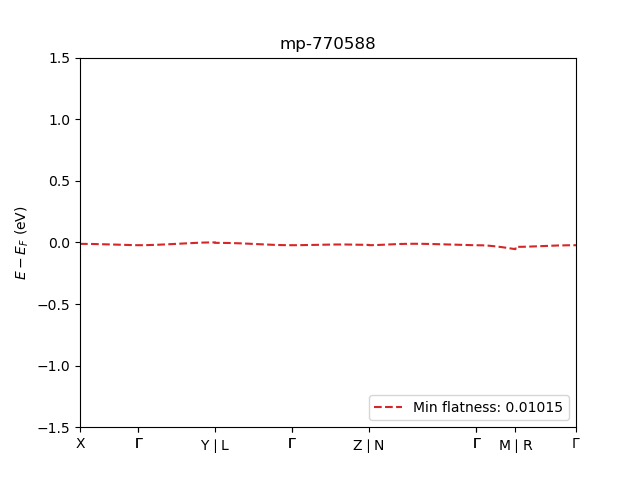 mp-770588
1.5
1.0
0.5
0.0
−0.5
−1.0
−1.5
E − E_F (eV)
X Γ Y | L Γ Z | N Γ M | R Γ
Min flatness: 0.01015